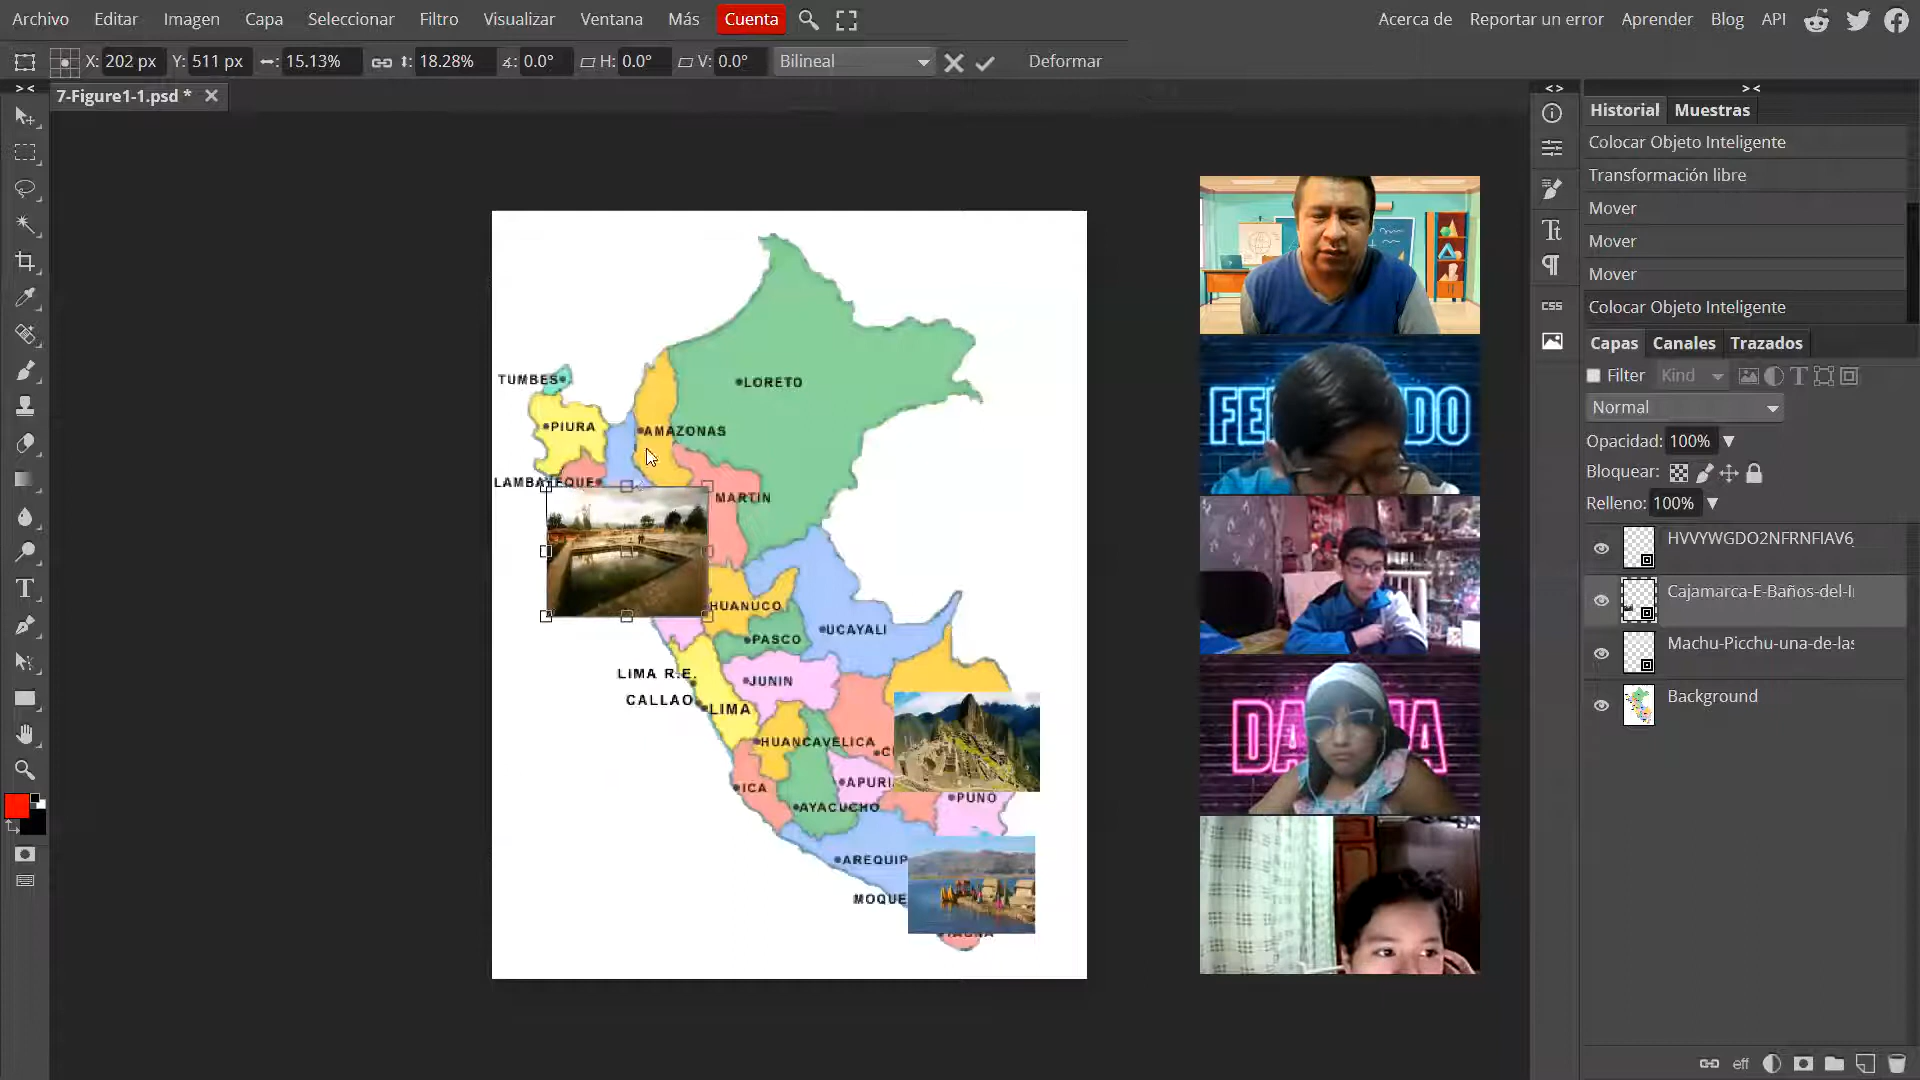 Archivo Editar Imagen Capa Seleccionar Filtro Visualizar Ventana Más Cuenta Acerca de Reportar un error Aprender Blog API
X: 202 px Y: 511 px 15.13% 18.28% 0.0° H: 0.0° V: 0.0° Bilineal Deformar
7-Figure1-1.psd *
Historial Muestras
Colocar Objeto Inteligente
Transformación libre
Mover
Mover
Mover
Colocar Objeto Inteligente
Capas Canales Trazados
Filter Kind
Normal
Opacidad: 100%
Bloquear:
Relleno: 100%
HVVYWGDO2NFRNFIAV6
Cajamarca-E-Baños-del-I
Machu-Picchu-una-de-las
Background
eff
CSS
TUMBES
LORETO
PIURA
AMAZONAS
LAMBAYEQUE
MARTIN
HUANUCO
UCAYALI
PASCO
LIMA R.E.
JUNIN
CALLAO
LIMA
HUANCAVELICA
APURI
ICA
PUNO
AYACUCHO
AREQUIP
MOQUE